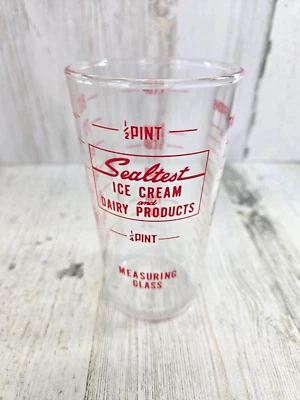 ½ PINT
Sealtest
ICE CREAM
and
DAIRY PRODUCTS
¼ PINT
MEASURING
GLASS